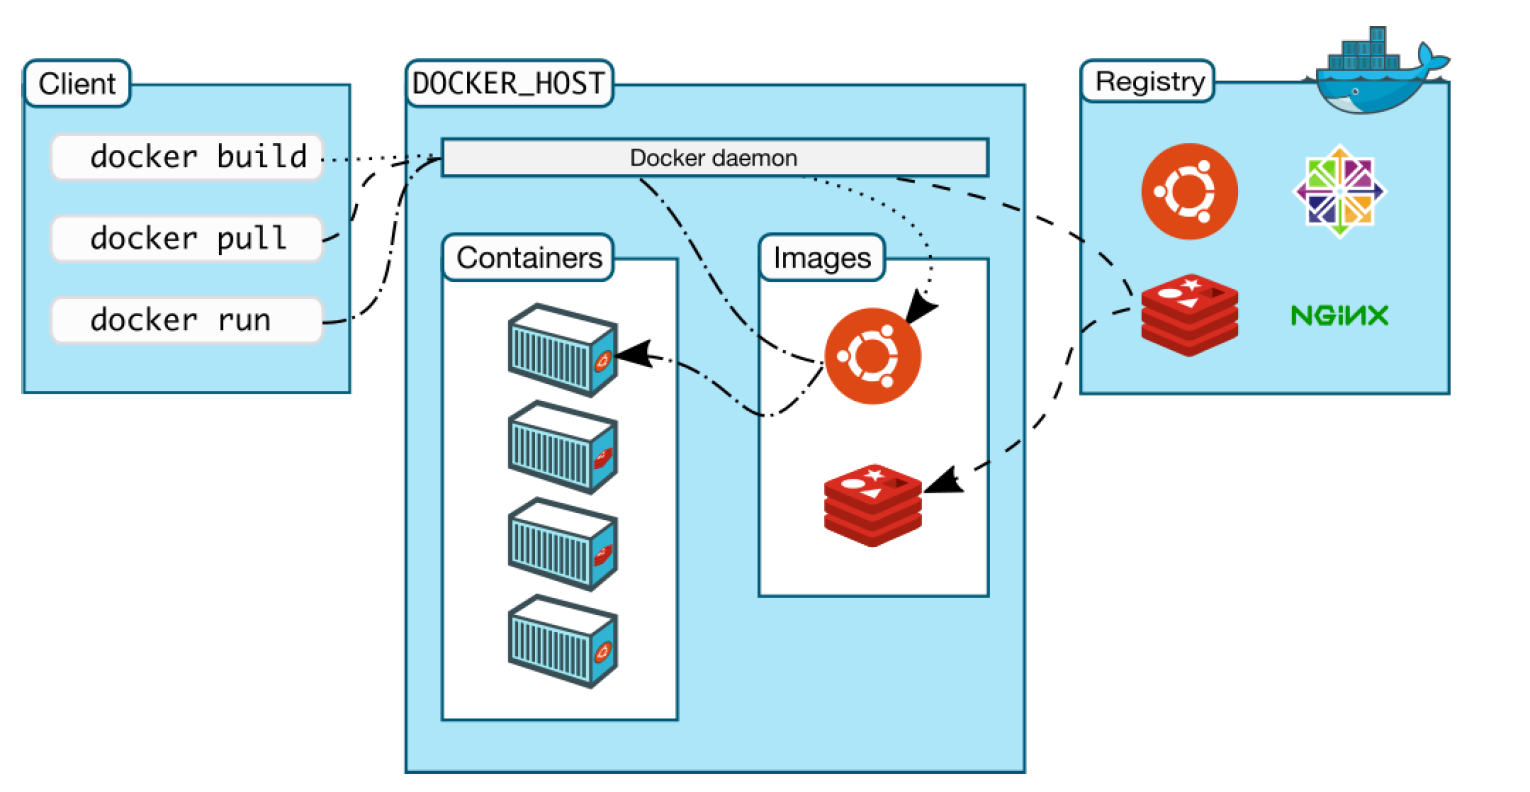 Client
docker build
docker pull
docker run
DOCKER_HOST
Docker daemon
Containers
Images
Registry
NGiNX